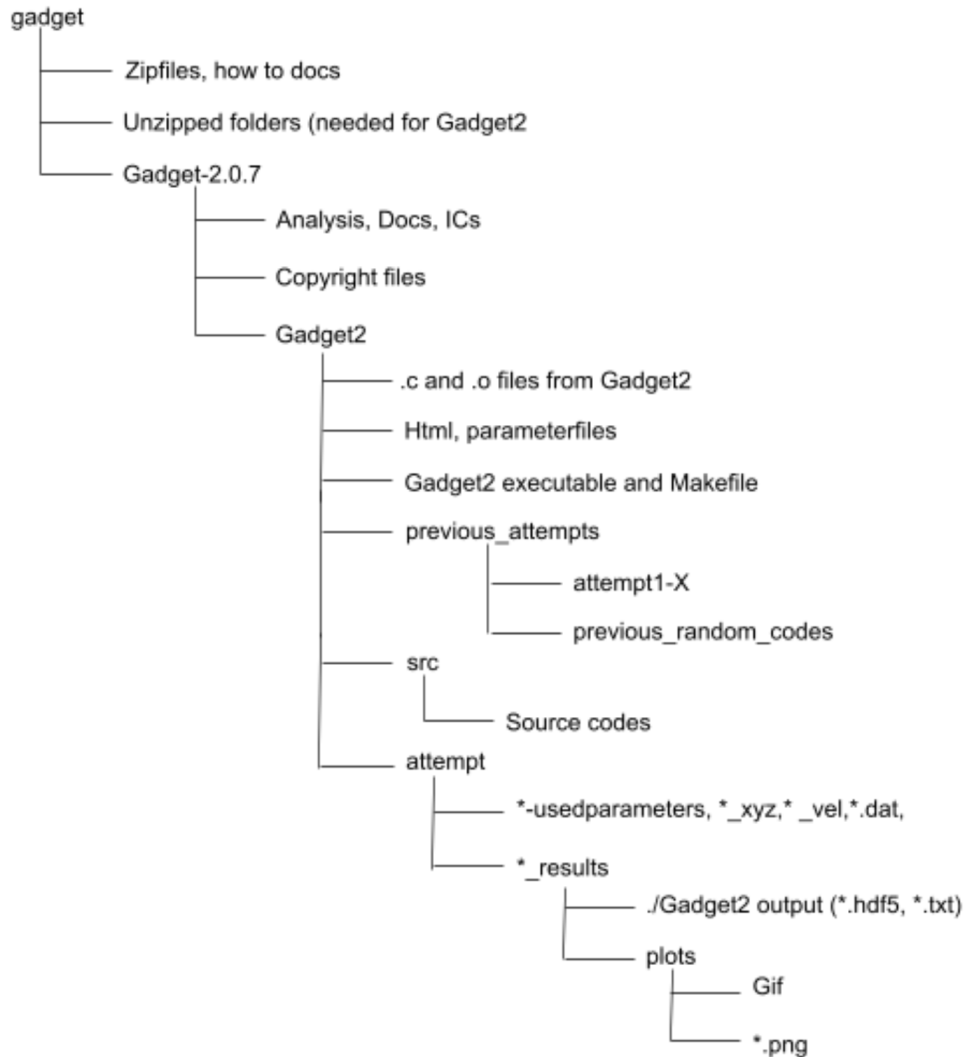 gadget
Zipfiles, how to docs
Unzipped folders (needed for Gadget2
Gadget-2.0.7
Analysis, Docs, ICs
Copyright files
Gadget2
.c and .o files from Gadget2
Html, parameterfiles
Gadget2 executable and Makefile
previous_attempts
attempt1-X
previous_random_codes
src
Source codes
attempt
*-usedparameters, *_xyz,* _vel,*.dat,
*_results
./Gadget2 output (*.hdf5, *.txt)
plots
Gif
*.png